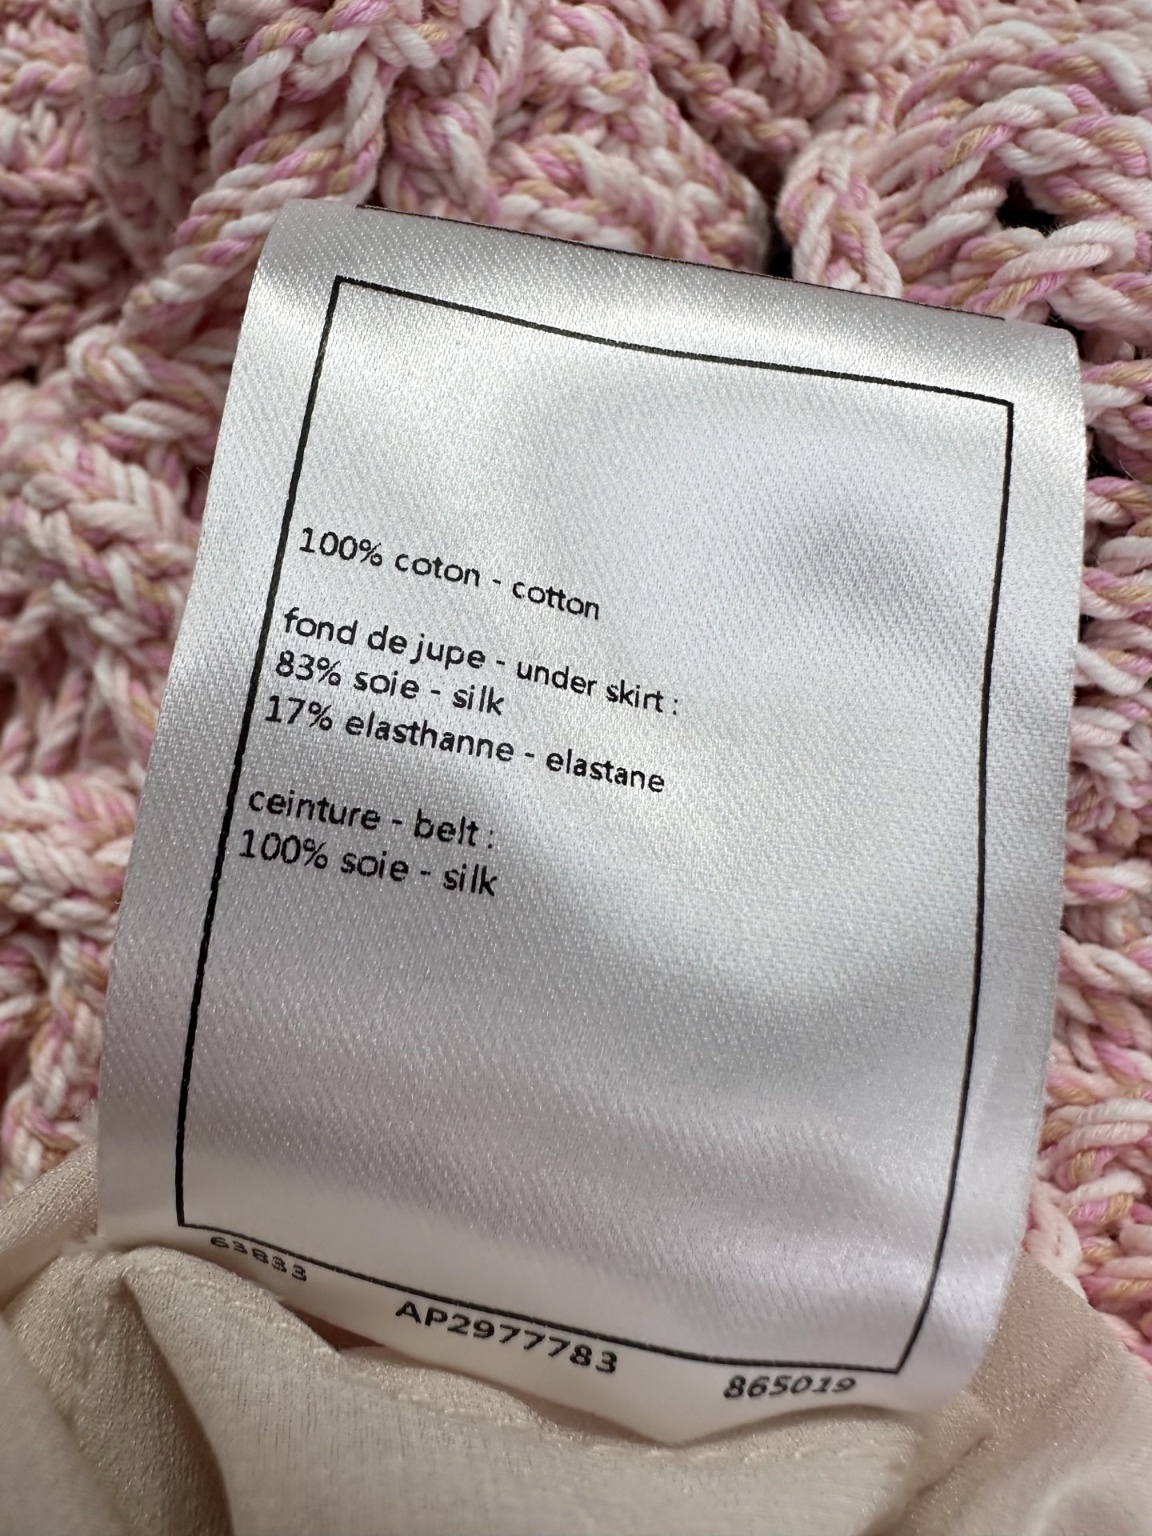 100% coton - cotton
fond de jupe - under skirt :
83% soie - silk
17% elasthanne - elastane
ceinture - belt :
100% soie - silk
63833
AP2977783
865019